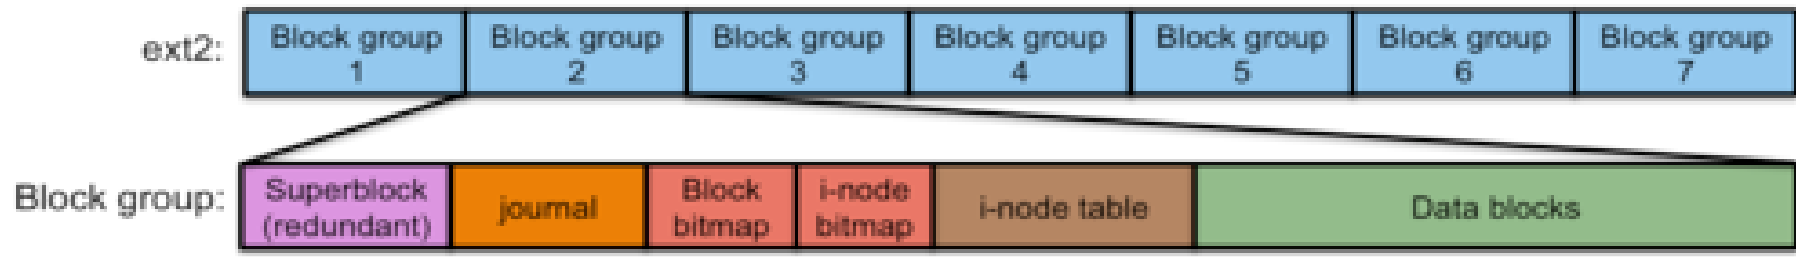 ext2:
Block group
1
Block group
2
Block group
3
Block group
4
Block group
5
Block group
6
Block group
7
Block group:
Superblock
(redundant)
journal
Block
bitmap
i-node
bitmap
i-node table
Data blocks